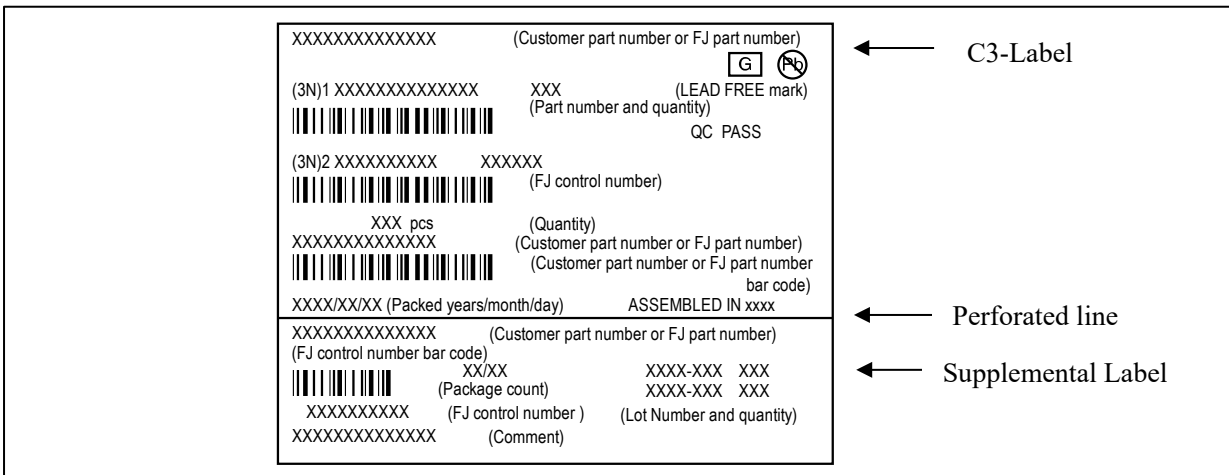 XXXXXXXXXXXXXX (Customer part number or FJ part number)
C3-Label
G Pb
(3N)1 XXXXXXXXXXXXXX XXX (LEAD FREE mark)
(Part number and quantity)
QC PASS
(3N)2 XXXXXXXXXX XXXXXX
(FJ control number)
XXX pcs (Quantity)
XXXXXXXXXXXXXX (Customer part number or FJ part number)
(Customer part number or FJ part number
bar code)
XXXX/XX/XX (Packed years/month/day) ASSEMBLED IN xxxx
Perforated line
XXXXXXXXXXXXXX (Customer part number or FJ part number)
(FJ control number bar code)
XX/XX XXXX-XXX XXX
Supplemental Label
(Package count) XXXX-XXX XXX
XXXXXXXXXX (FJ control number ) (Lot Number and quantity)
XXXXXXXXXXXXXX (Comment)